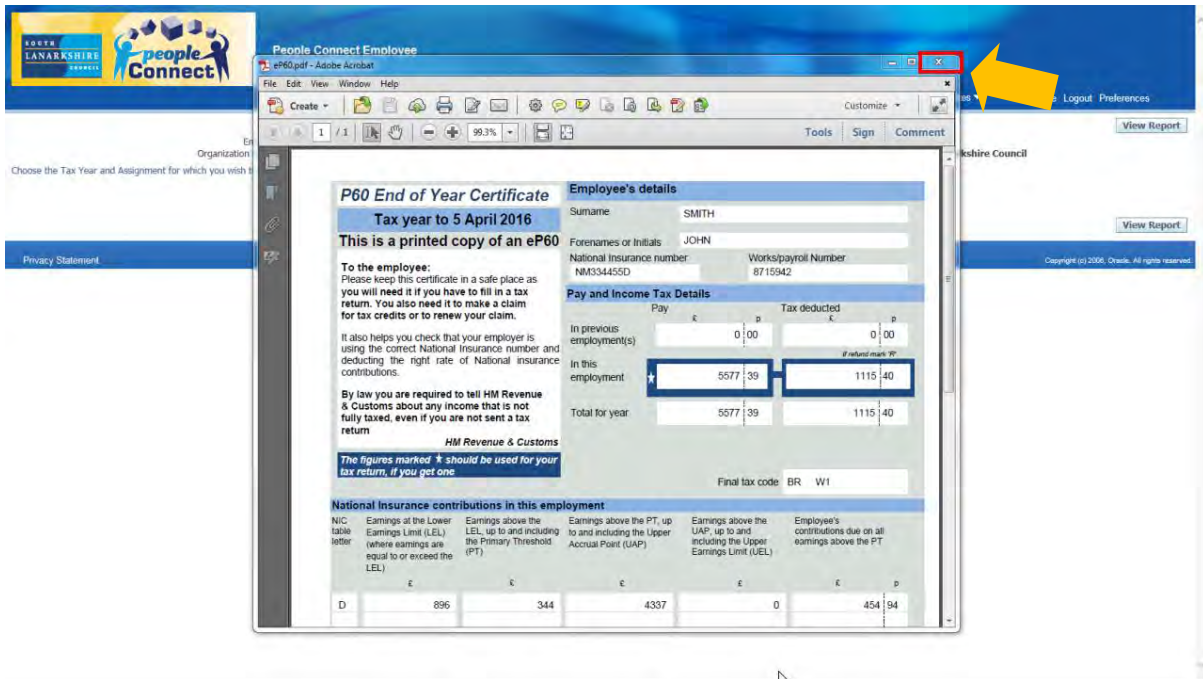 SOUTH
LANARKSHIRE
COUNCIL
people
Connect
People Connect Employee
eP60.pdf - Adobe Acrobat
x
File Edit View Window Help
x
Create
Customize
Logout Preferences
1 / 1
99.3%
Tools Sign Comment
View Report
Organization
kshire Council
Choose the Tax Year and Assignment for which you wish
View Report
Privacy Statement
Copyright (c) 2006, Oracle. All rights reserved.
P60 End of Year Certificate
Tax year to 5 April 2016
This is a printed copy of an eP60
To the employee:
Please keep this certificate in a safe place as
you will need it if you have to fill in a tax
return. You also need it to make a claim
for tax credits or to renew your claim.
It also helps you check that your employer is
using the correct National Insurance number and
deducting the right rate of National insurance
contributions.
By law you are required to tell HM Revenue
& Customs about any income that is not
fully taxed, even if you are not sent a tax
return
HM Revenue & Customs
The figures marked ★ should be used for your
tax return, if you get one
Employee's details
Surname SMITH
Forenames or Initials JOHN
National Insurance number Works/payroll Number
NM334455D 8715942
Pay and Income Tax Details
Pay Tax deducted
£ p £ p
In previous
employment(s) 0 00 0 00
if refund mark 'R'
In this
employment ★ 5577 39 1115 40
Total for year 5577 39 1115 40
Final tax code BR W1
National Insurance contributions in this employment
NIC
table
letter
Earnings at the Lower
Earnings Limit (LEL)
(where earnings are
equal to or exceed the
LEL)
Earnings above the
LEL, up to and including
the Primary Threshold
(PT)
Earnings above the PT, up
to and including the Upper
Accrual Point (UAP)
Earnings above the
UAP, up to and
including the Upper
Earnings Limit (UEL)
Employee's
contributions due on all
earnings above the PT
£ £ £ £ £ p
D 896 344 4337 0 454 94